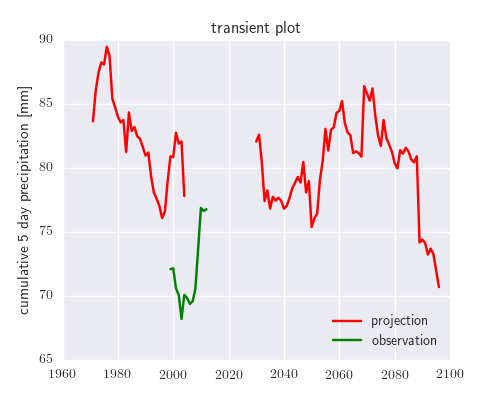 transient plot
cumulative 5 day precipitation [mm]
90
85
80
75
70
65
1960 1980 2000 2020 2040 2060 2080 2100
projection
observation